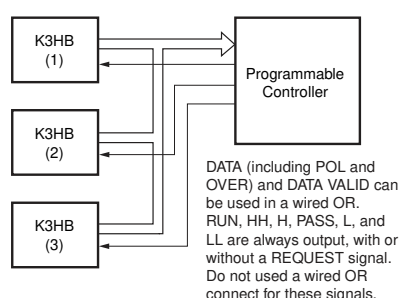 K3HB
(1)
Programmable
Controller
K3HB
(2)
K3HB
(3)
DATA (including POL and
OVER) and DATA VALID can
be used in a wired OR.
RUN, HH, H, PASS, L, and
LL are always output, with or
without a REQUEST signal.
Do not used a wired OR
connect for these signals.